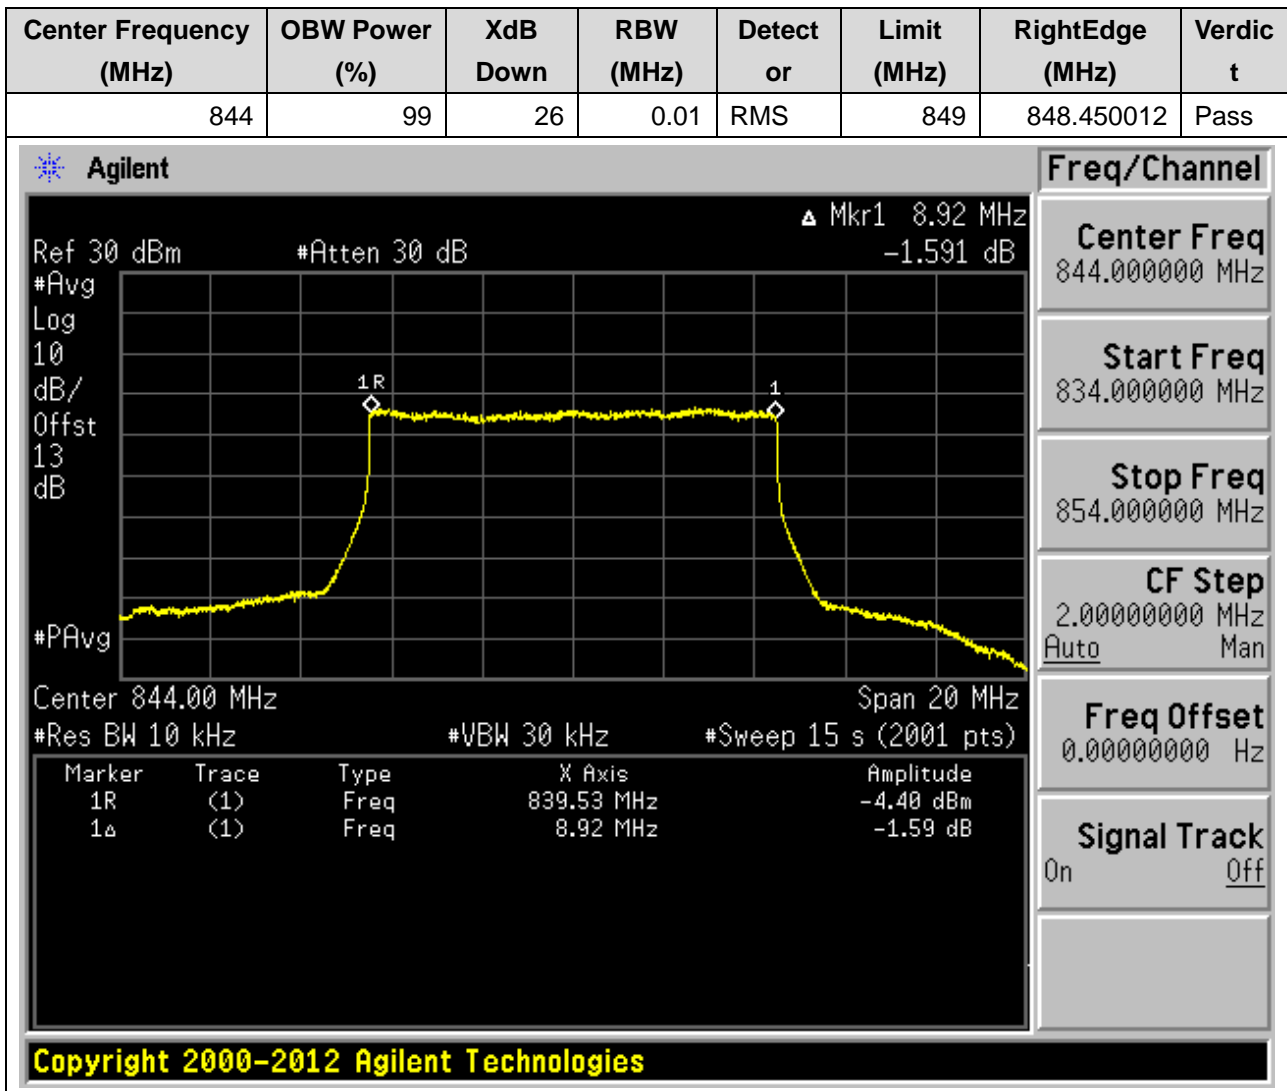 Center Frequency (MHz) OBW Power (%) XdB Down RBW (MHz) Detect or Limit (MHz) RightEdge (MHz) Verdic t
844 99 26 0.01 RMS 849 848.450012 Pass
Agilent
Freq/Channel
Δ Mkr1 8.92 MHz
Ref 30 dBm #Atten 30 dB -1.591 dB
#Avg
Log
10
dB/
Offst
13
dB
#PAvg
1R
1
Center 844.00 MHz Span 20 MHz
#Res BW 10 kHz #VBW 30 kHz #Sweep 15 s (2001 pts)
Marker Trace Type X Axis Amplitude
1R (1) Freq 839.53 MHz -4.40 dBm
1Δ (1) Freq 8.92 MHz -1.59 dB
Center Freq
844.000000 MHz
Start Freq
834.000000 MHz
Stop Freq
854.000000 MHz
CF Step
2.00000000 MHz
Auto Man
Freq Offset
0.00000000 Hz
Signal Track
On Off
Copyright 2000-2012 Agilent Technologies